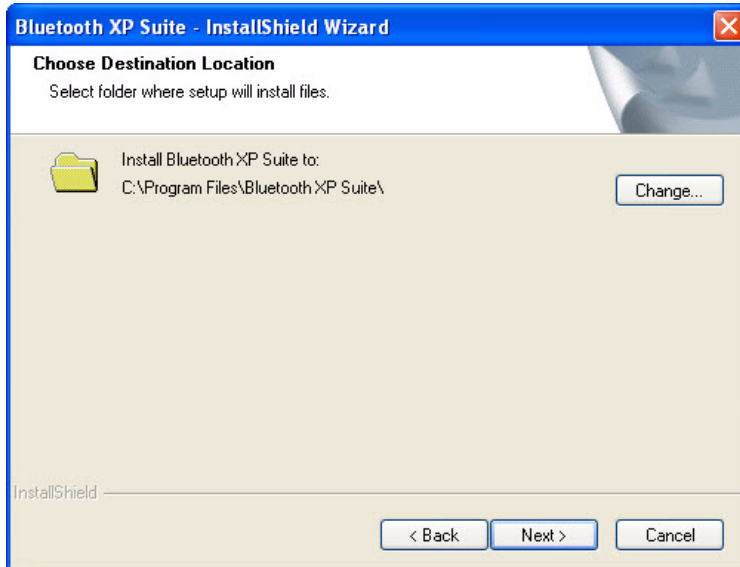 Bluetooth XP Suite - InstallShield Wizard
Choose Destination Location
Select folder where setup will install files.
Install Bluetooth XP Suite to:
C:\Program Files\Bluetooth XP Suite\
Change...
InstallShield
< Back
Next >
Cancel